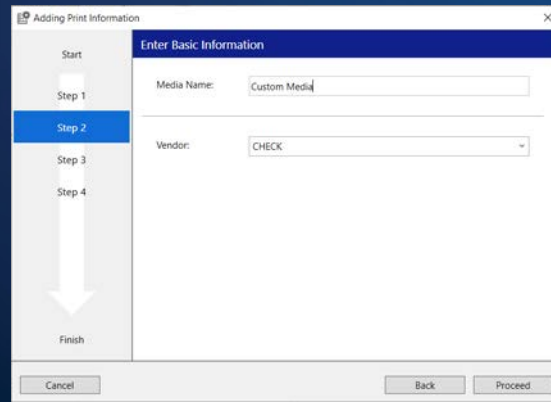 Adding Print Information
Start
Step 1
Step 2
Step 3
Step 4
Finish
Enter Basic Information
Media Name: Custom Media
Vendor: CHECK
Cancel Back Proceed